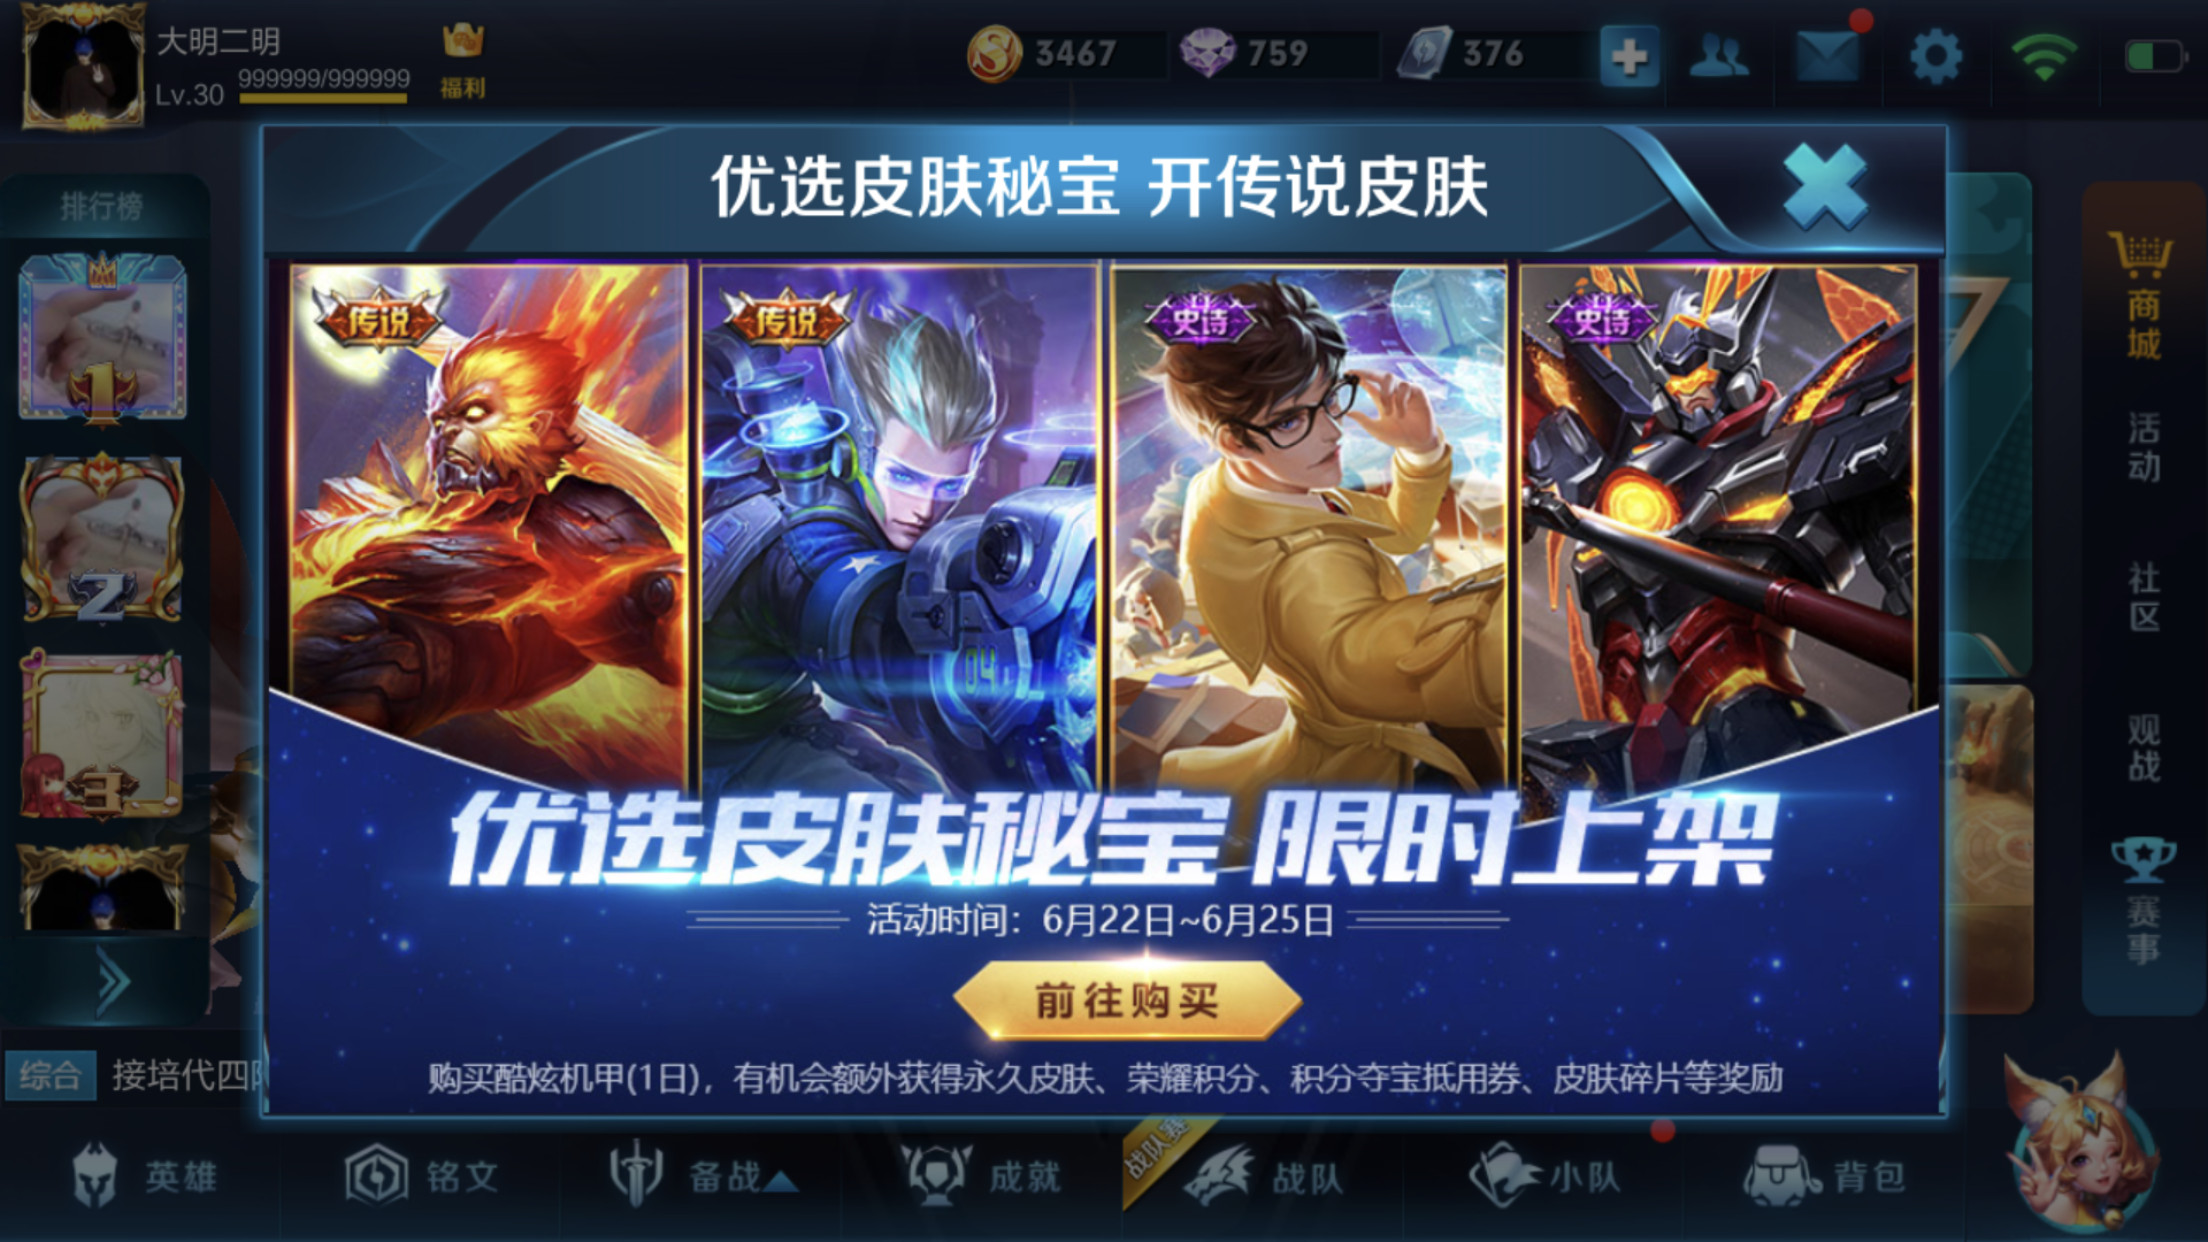 大明二明
Lv.30 999999/999999
福利
3467
759
376
排行榜
1
2
3
优选皮肤秘宝 开传说皮肤
传说
传说
史诗
史诗
04
优选皮肤秘宝 限时上架
活动时间：6月22日~6月25日
前往购买
购买酷炫机甲(1日)，有机会额外获得永久皮肤、荣耀积分、积分夺宝抵用券、皮肤碎片等奖励
商城
活动
社区
观战
赛事
综合 接培代四
英雄
铭文
备战
成就
战队赛
战队
小队
背包